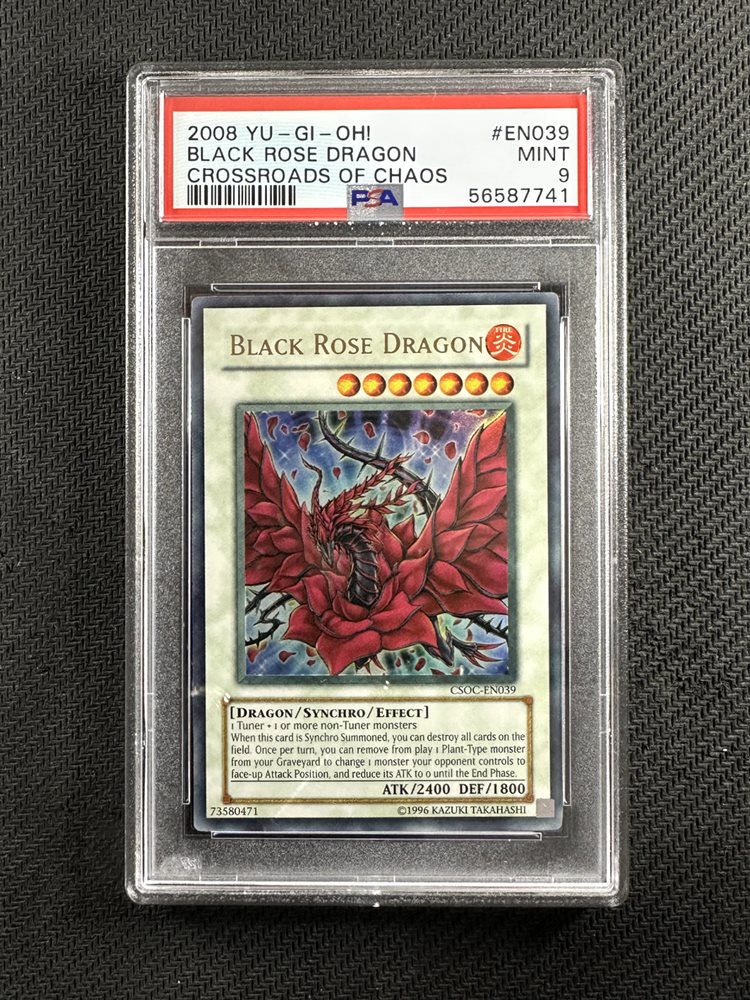 2008 YU-GI-OH! #EN039
BLACK ROSE DRAGON MINT
CROSSROADS OF CHAOS 9
PSA 56587741
BLACK ROSE DRAGON FIRE 炎
CSOC-EN039
[DRAGON/SYNCHRO/EFFECT]
1 Tuner + 1 or more non-Tuner monsters
When this card is Synchro Summoned, you can destroy all cards on the
field. Once per turn, you can remove from play 1 Plant-Type monster
from your Graveyard to change 1 monster your opponent controls to
face-up Attack Position, and reduce its ATK to 0 until the End Phase.
ATK/2400 DEF/1800
73580471 ©1996 KAZUKI TAKAHASHI